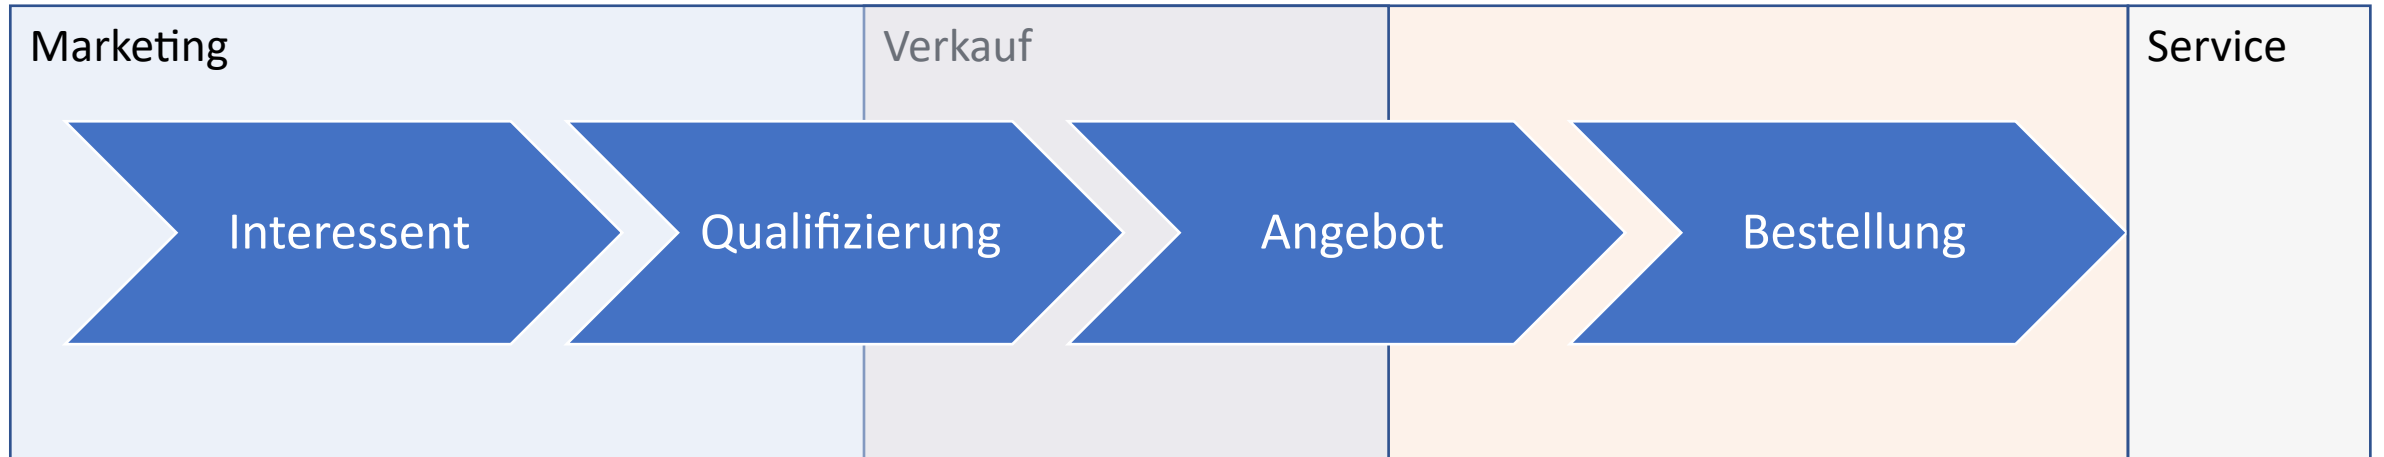 Marketing
Verkauf
Service
Interessent
Qualifizierung
Angebot
Bestellung